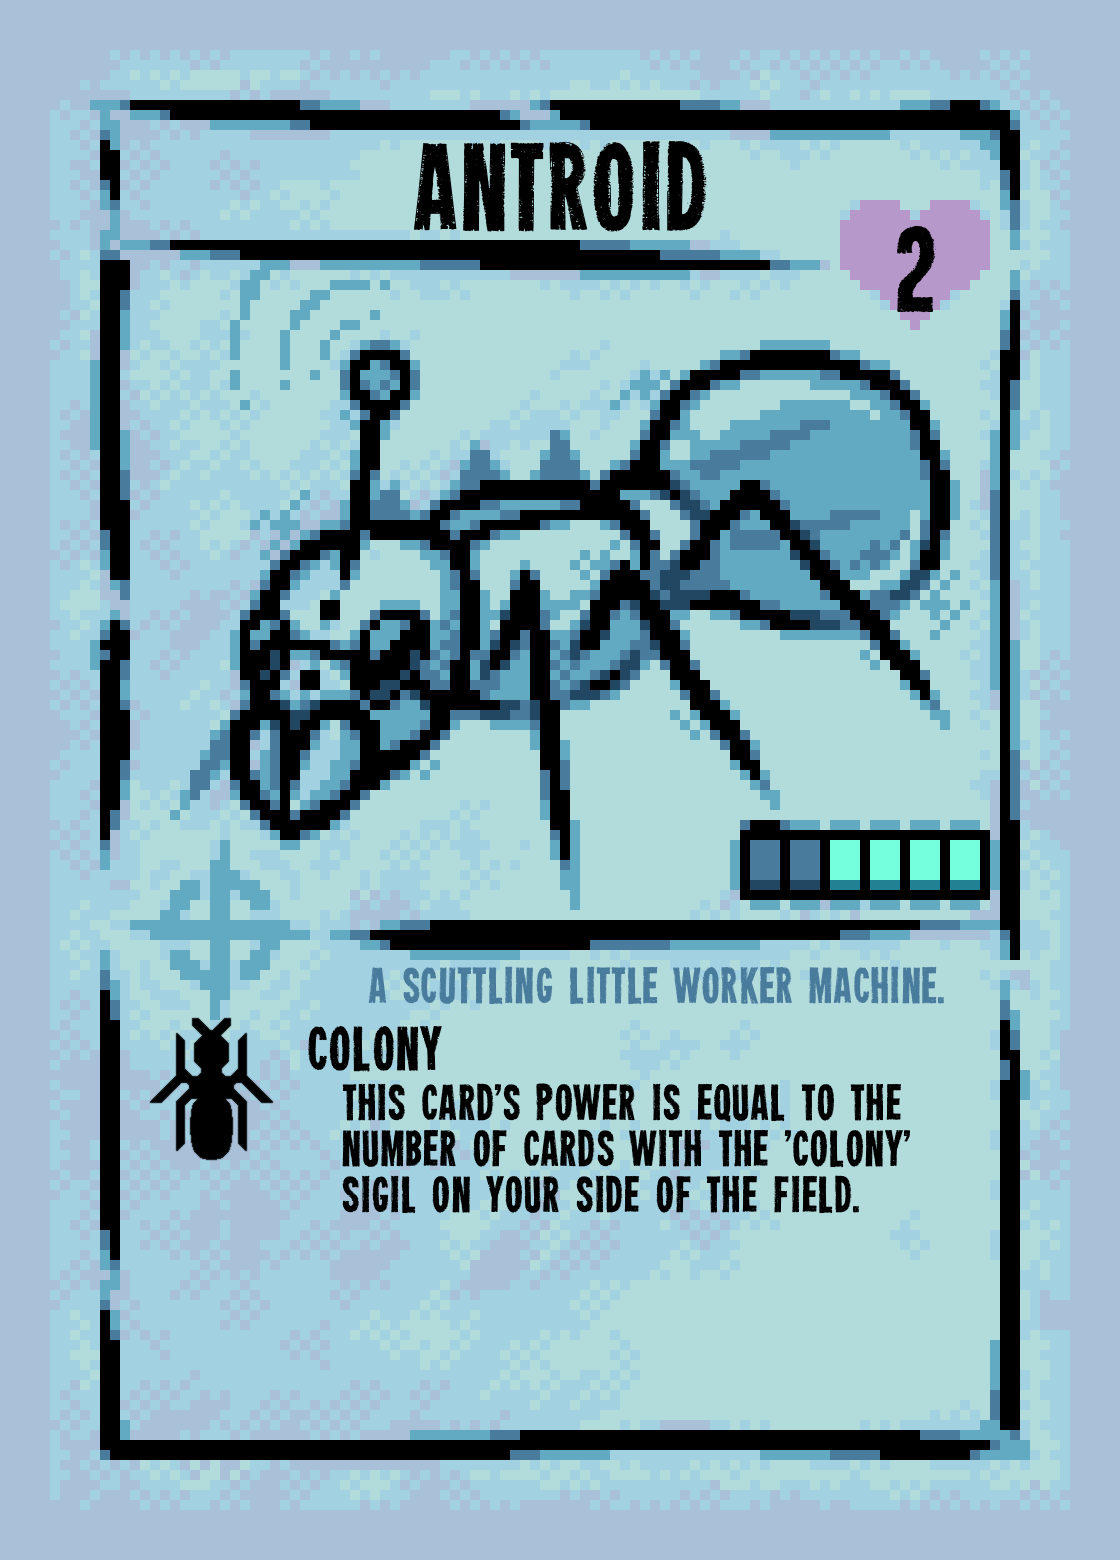 ANTROID
2
A SCUTTLING LITTLE WORKER MACHINE.
COLONY
THIS CARD'S POWER IS EQUAL TO THE
NUMBER OF CARDS WITH THE 'COLONY'
SIGIL ON YOUR SIDE OF THE FIELD.